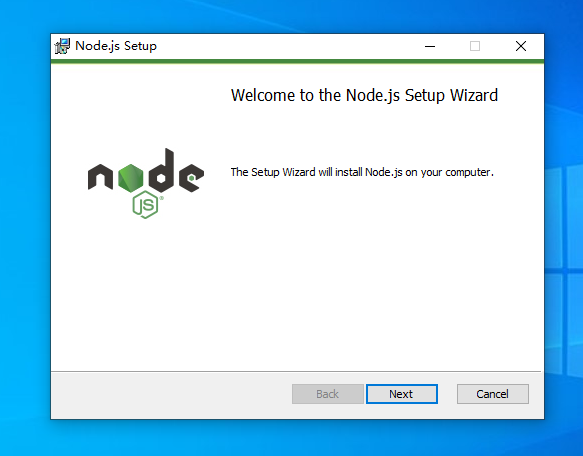 Node.js Setup
Welcome to the Node.js Setup Wizard
The Setup Wizard will install Node.js on your computer.
node
JS®
Back
Next
Cancel